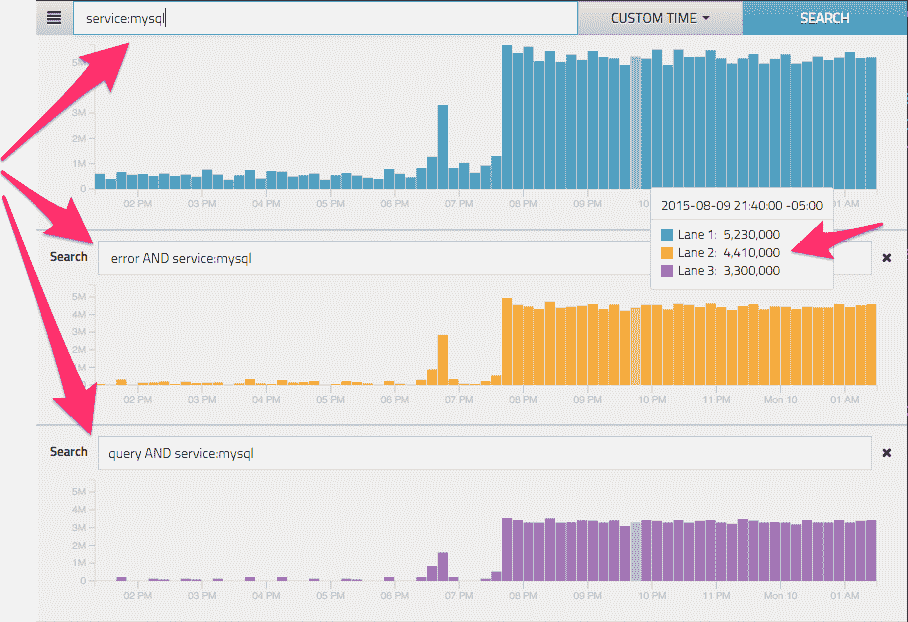 service:mysql
CUSTOM TIME
SEARCH
5M
3M
2M
1M
0
02 PM 03 PM 04 PM 05 PM 06 PM 07 PM 08 PM 09 PM 10 01 AM
2015-08-09 21:40:00 -05:00
Lane 1: 5,230,000
Lane 2: 4,410,000
Lane 3: 3,300,000
Search
error AND service:mysql
5M
4M
3M
2M
02 PM 03 PM 04 PM 05 PM 06 PM 07 PM 08 PM 09 PM 10 PM 11 PM Mon 10 01 AM
Search
query AND service:mysql
5M
4M
3M
2M
1M
0
02 PM 03 PM 04 PM 05 PM 06 PM 07 PM 08 PM 09 PM 10 PM 11 PM Mon 10 01 AM